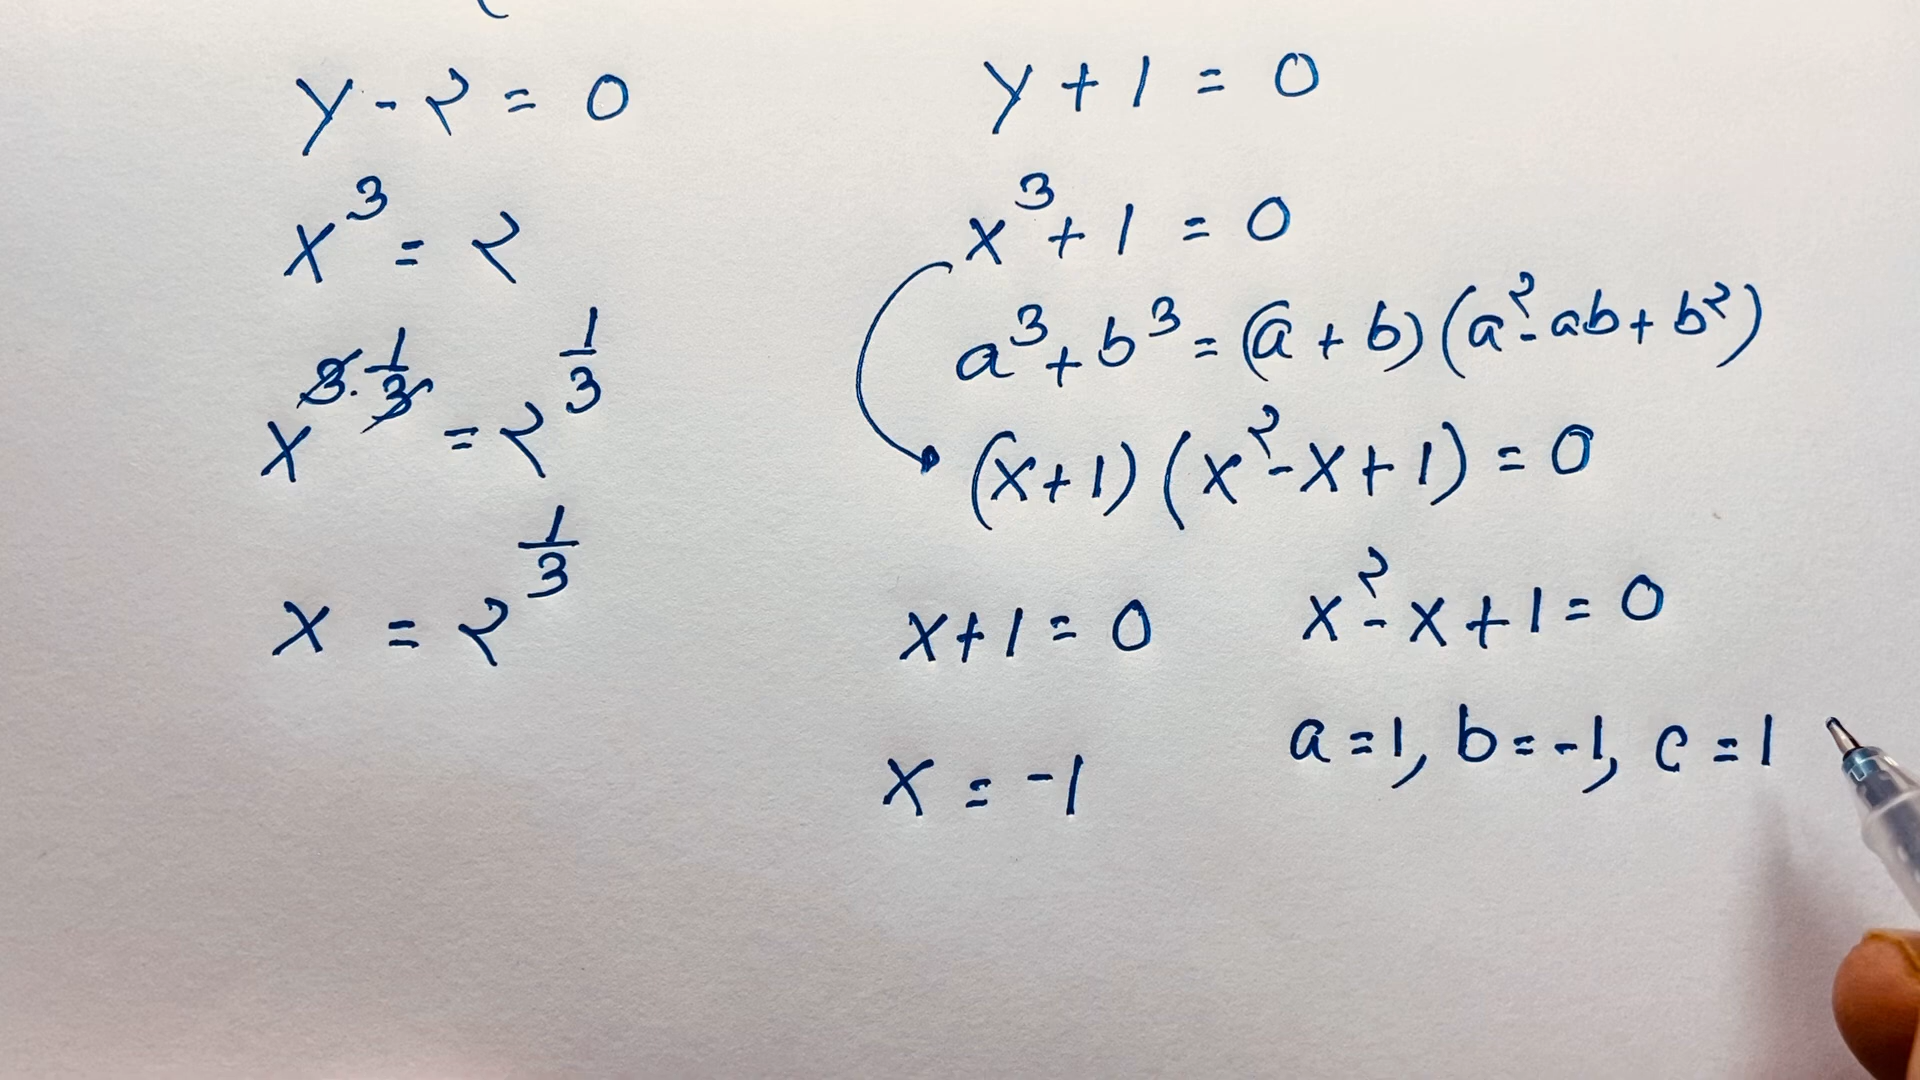 y - 2 = 0
x³ = 2
x^(3·1/3) = 2^(1/3)
x = 2^(1/3)
y + 1 = 0
x³ + 1 = 0
a³ + b³ = (a + b)(a² - ab + b²)
(x + 1)(x² - x + 1) = 0
x + 1 = 0
x = -1
x² - x + 1 = 0
a = 1, b = -1, c = 1